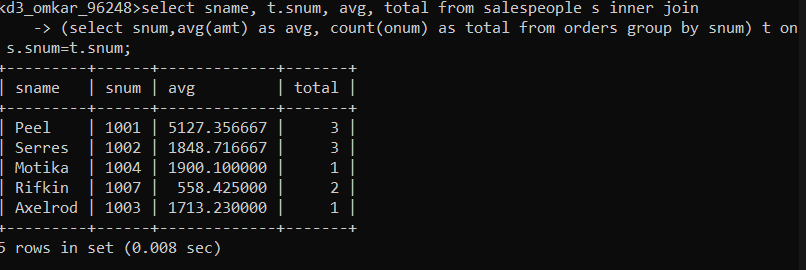 kd3_omkar_96248>select sname, t.snum, avg, total from salespeople s inner join
    -> (select snum,avg(amt) as avg, count(onum) as total from orders group by snum) t on
 s.snum=t.snum;
+---------+------+-------------+-------+
| sname   | snum | avg         | total |
+---------+------+-------------+-------+
| Peel    | 1001 | 5127.356667 |     3 |
| Serres  | 1002 | 1848.716667 |     3 |
| Motika  | 1004 | 1900.100000 |     1 |
| Rifkin  | 1007 |  558.425000 |     2 |
| Axelrod | 1003 | 1713.230000 |     1 |
+---------+------+-------------+-------+
5 rows in set (0.008 sec)